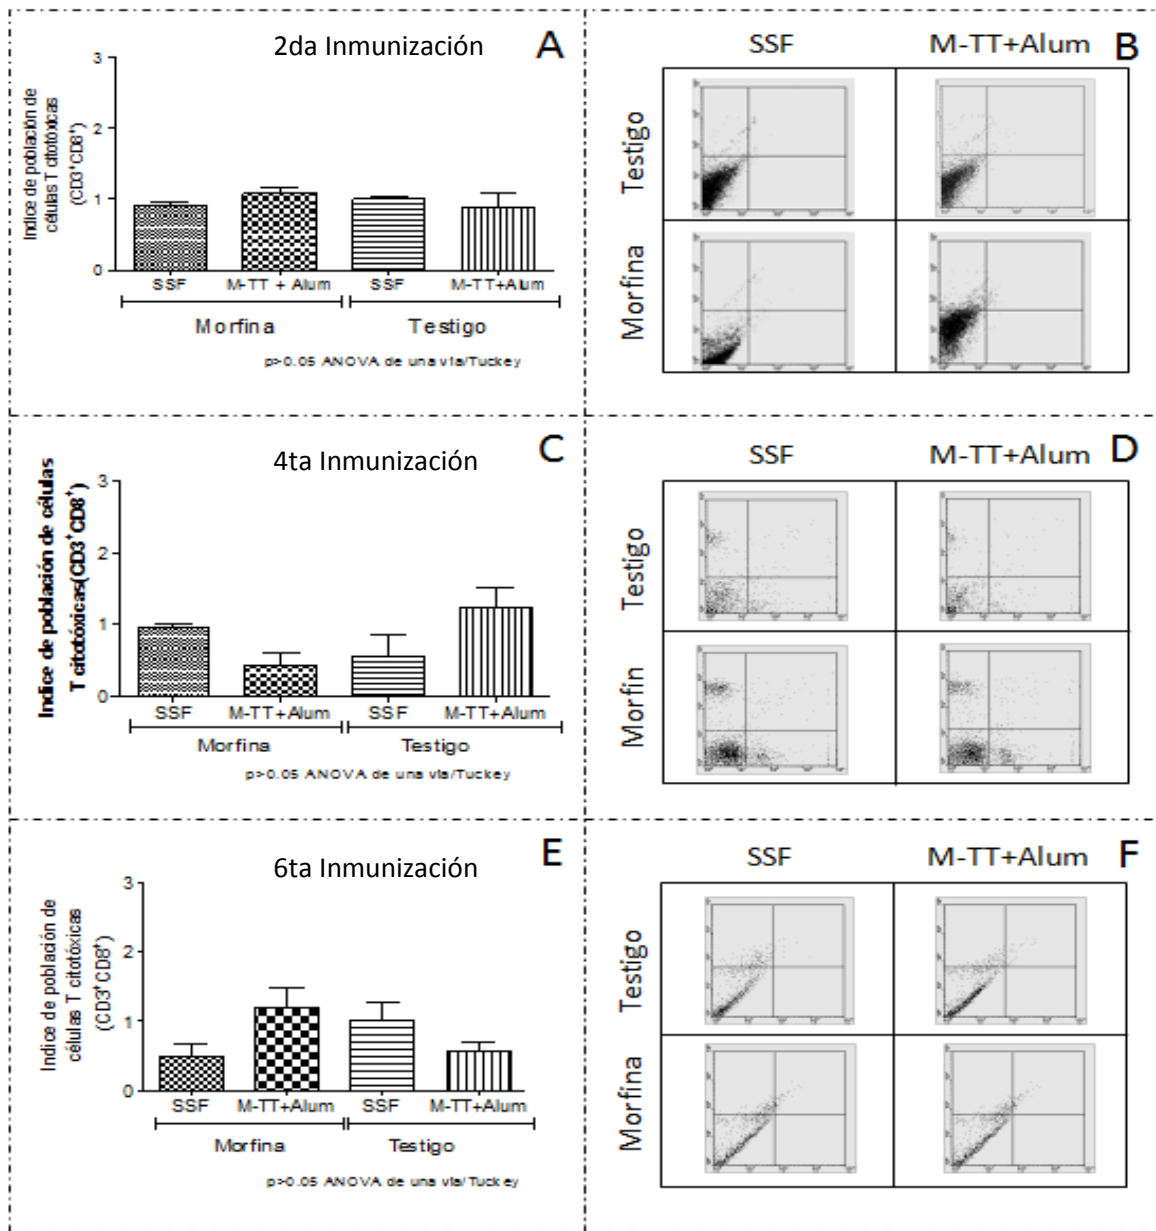 2da Inmunización
A
Indice de población de
células T citotóxicas
(CD3⁺CD8⁺)
3
2
1
0
SSF
M-TT + Alum
SSF
M-TT+Alum
Morfina
Testigo
p>0.05 ANOVA de una vía/Tuckey
SSF
M-TT+Alum
B
Testigo
Morfina
4ta Inmunización
C
Indice de población de células
T citotóxicas(CD3⁺CD8⁺)
3
2
1
0
SSF
M-TT+Alum
SSF
M-TT+Alum
Morfina
Testigo
p>0.05 ANOVA de una vía/Tuckey
SSF
M-TT+Alum
D
Testigo
Morfin
6ta Inmunización
E
Indice de población de
células T citotóxicas
(CD3⁺CD8⁺)
3
2
1
0
SSF
M-TT+Alum
SSF
M-TT+Alum
Morfina
Testigo
p>0.05 ANOVA de una vía/Tuckey
SSF
M-TT+Alum
F
Testigo
Morfina